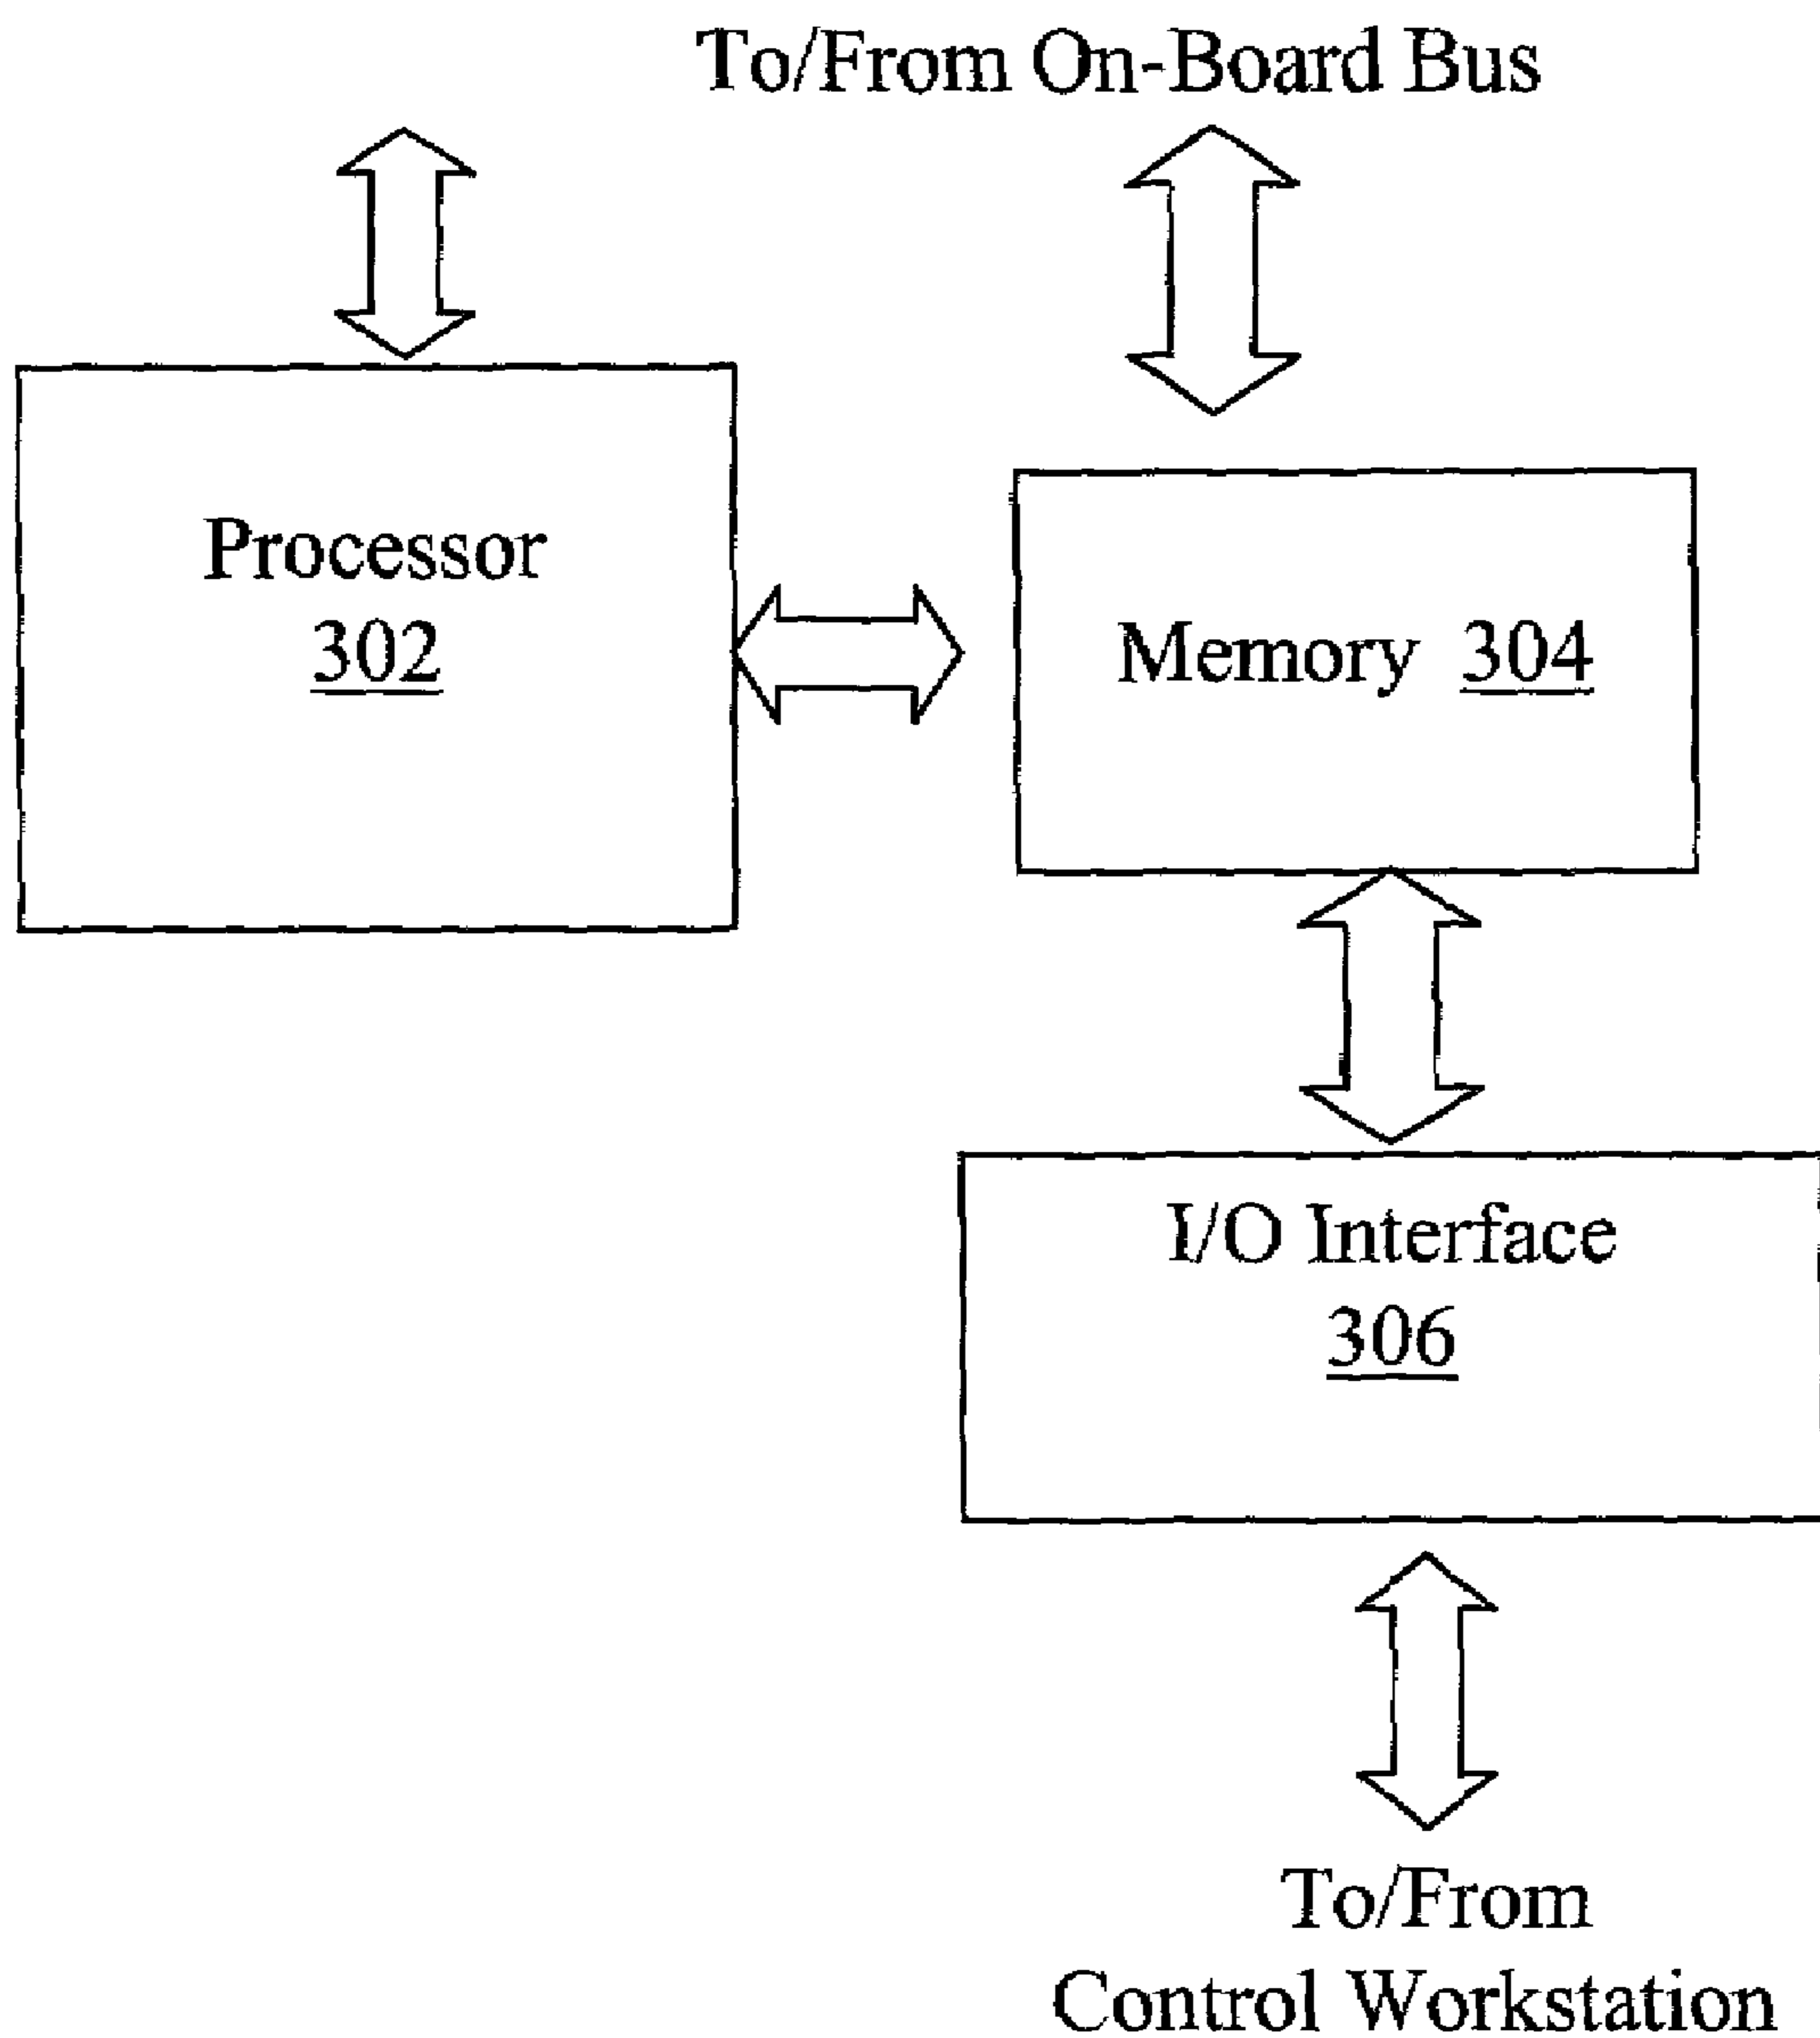 To/From On-Board Bus
Processor
302
Memory 304
I/O Interface
306
To/From
Control Workstation